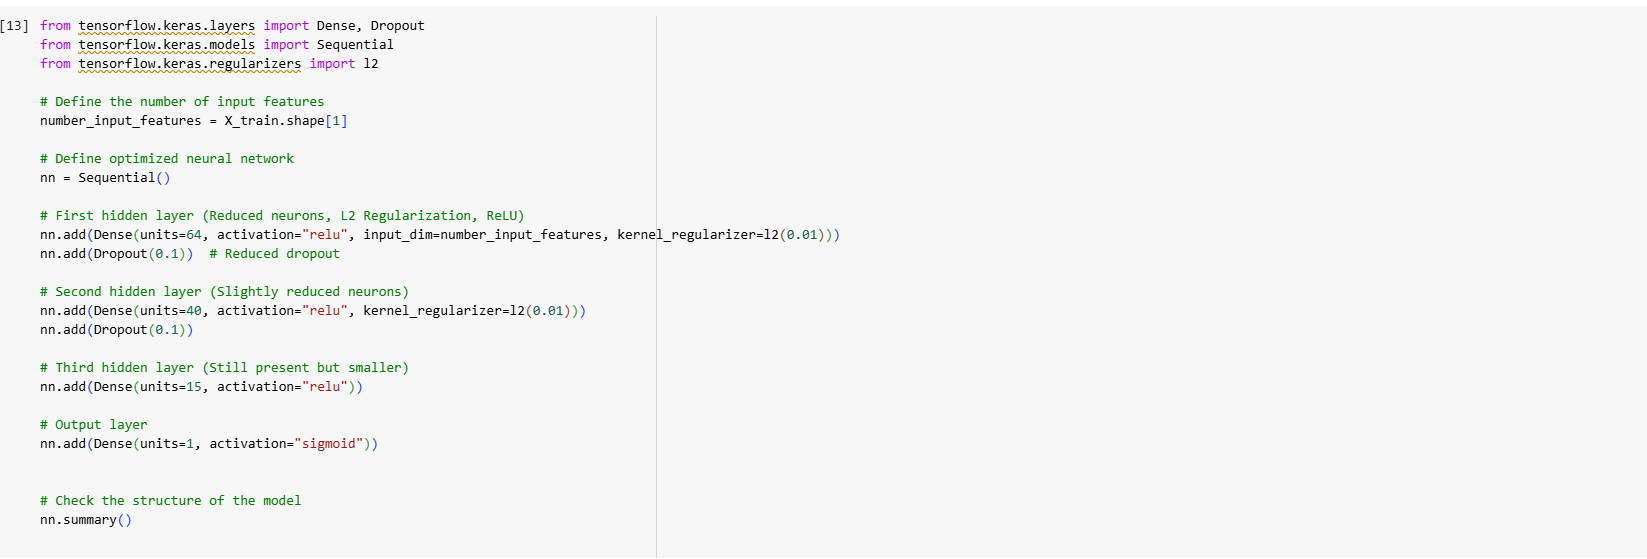 [13] from tensorflow.keras.layers import Dense, Dropout
from tensorflow.keras.models import Sequential
from tensorflow.keras.regularizers import l2
# Define the number of input features
number_input_features = X_train.shape[1]
# Define optimized neural network
nn = Sequential()
# First hidden layer (Reduced neurons, L2 Regularization, ReLU)
nn.add(Dense(units=64, activation="relu", input_dim=number_input_features, kernel_regularizer=l2(0.01)))
nn.add(Dropout(0.1))  # Reduced dropout
# Second hidden layer (Slightly reduced neurons)
nn.add(Dense(units=40, activation="relu", kernel_regularizer=l2(0.01)))
nn.add(Dropout(0.1))
# Third hidden layer (Still present but smaller)
nn.add(Dense(units=15, activation="relu"))
# Output layer
nn.add(Dense(units=1, activation="sigmoid"))
# Check the structure of the model
nn.summary()